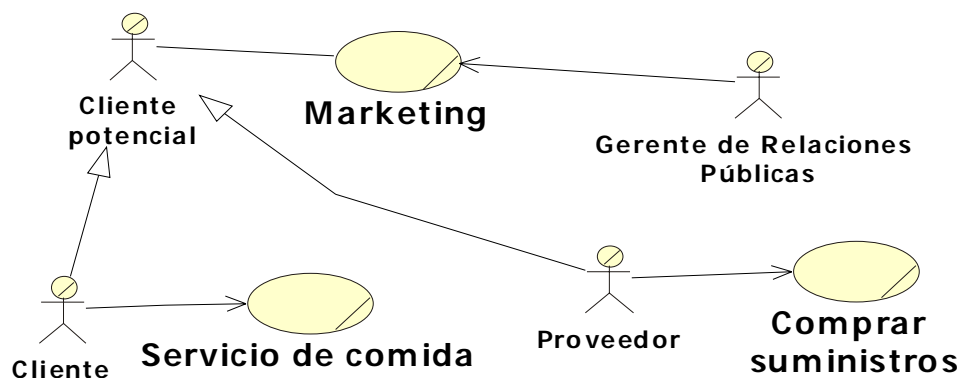 Cliente
potencial
Marketing
Gerente de Relaciones
Públicas
Cliente
Servicio de comida
Proveedor
Comprar
suministros